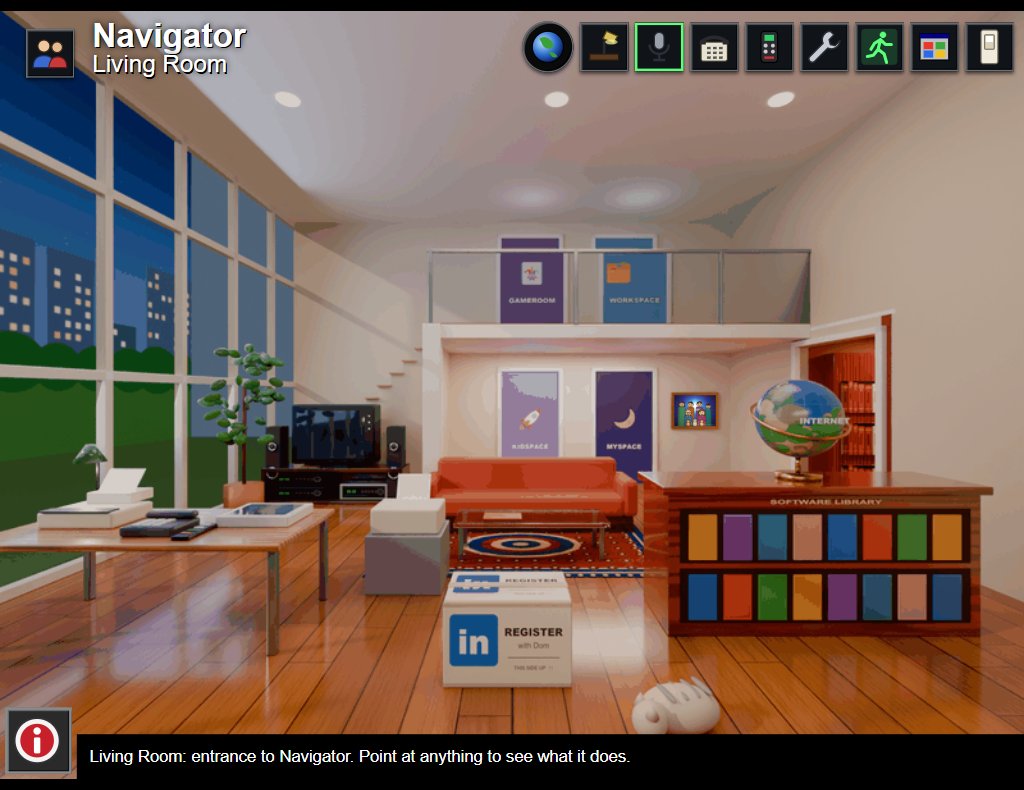 Navigator
Living Room
GAMEROOM
WORKSPACE
KIDSPACE
MYSPACE
INTERNET
SOFTWARE LIBRARY
in REGISTER
in
REGISTER
with Dom
THIS SIDE UP
i
Living Room: entrance to Navigator. Point at anything to see what it does.